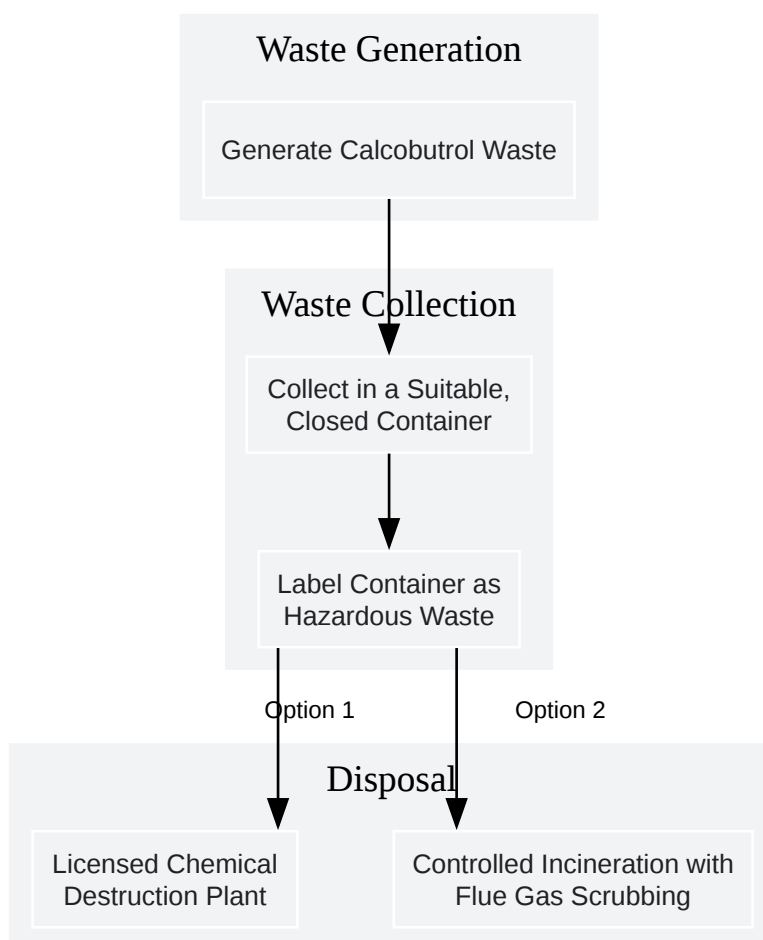 Waste Generation
Generate Calcobutrol Waste
Waste Collection
Collect in a Suitable,
Closed Container
Label Container as
Hazardous Waste
Option 1
Option 2
Disposal
Licensed Chemical
Destruction Plant
Controlled Incineration with
Flue Gas Scrubbing